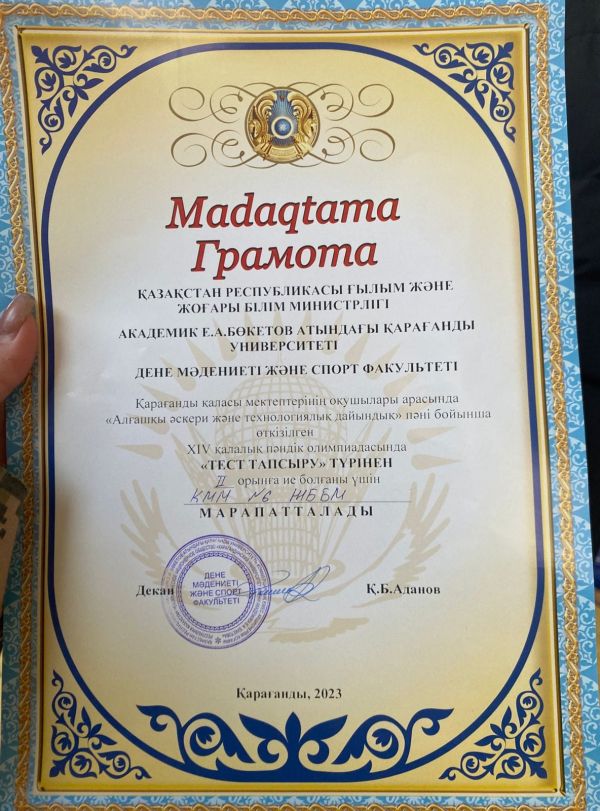 Madaqtama
Грамота
ҚАЗАҚСТАН РЕСПУБЛИКАСЫ ҒЫЛЫМ ЖӘНЕ
ЖОҒАРЫ БІЛІМ МИНИСТРЛІГІ
АКАДЕМИК Е.А.БӨКЕТОВ АТЫНДАҒЫ ҚАРАҒАНДЫ
УНИВЕРСИТЕТІ
ДЕНЕ МӘДЕНИЕТІ ЖӘНЕ СПОРТ ФАКУЛЬТЕТІ
Қарағанды қаласы мектептерінің оқушылары арасында
«Алғашқы әскери және технологиялық дайындық» пәні бойынша
өткізілген
XIV қалалық пәндік олимпиадасында
«ТЕСТ ТАПСЫРУ» ТҮРІНЕН
II орынға ие болғаны үшін
КММ №6 ЖББМ
МАРАПАТТАЛАДЫ
ДЕНЕ
МӘДЕНИЕТІ
ЖӘНЕ СПОРТ
ФАКУЛЬТЕТІ
Декан Қ.Б.Аданов
Қарағанды, 2023